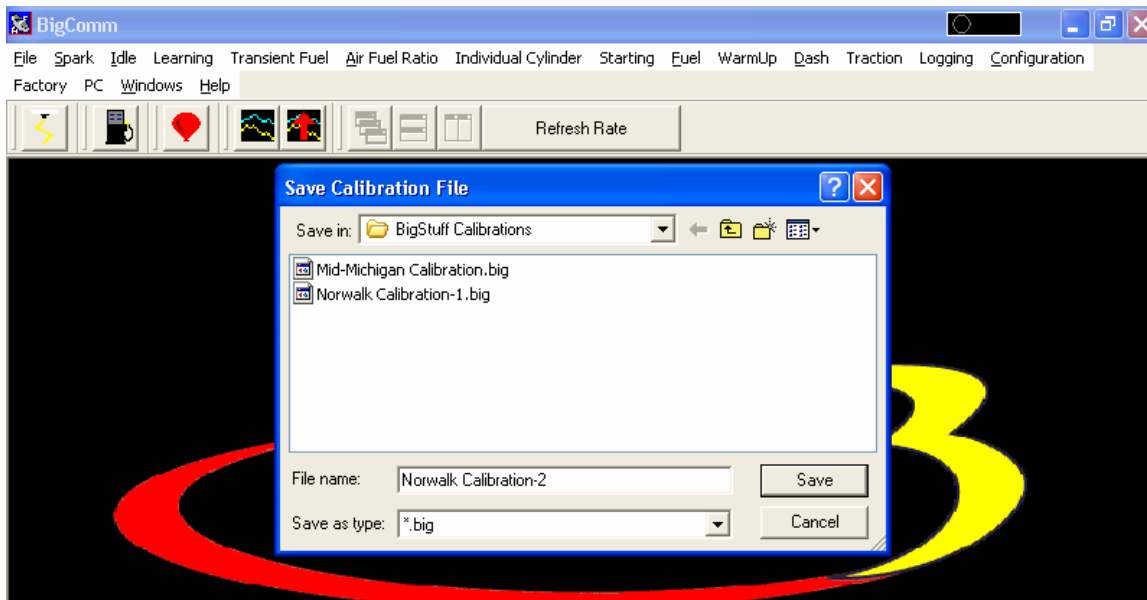 BigComm
File Spark Idle Learning Transient Fuel Air Fuel Ratio Individual Cylinder Starting Fuel WarmUp Dash Traction Logging Configuration
Factory PC Windows Help
Refresh Rate
Save Calibration File
Save in: BigStuff Calibrations
Mid-Michigan Calibration.big
Norwalk Calibration-1.big
File name: Norwalk Calibration-2 Save
Save as type: *.big Cancel
3